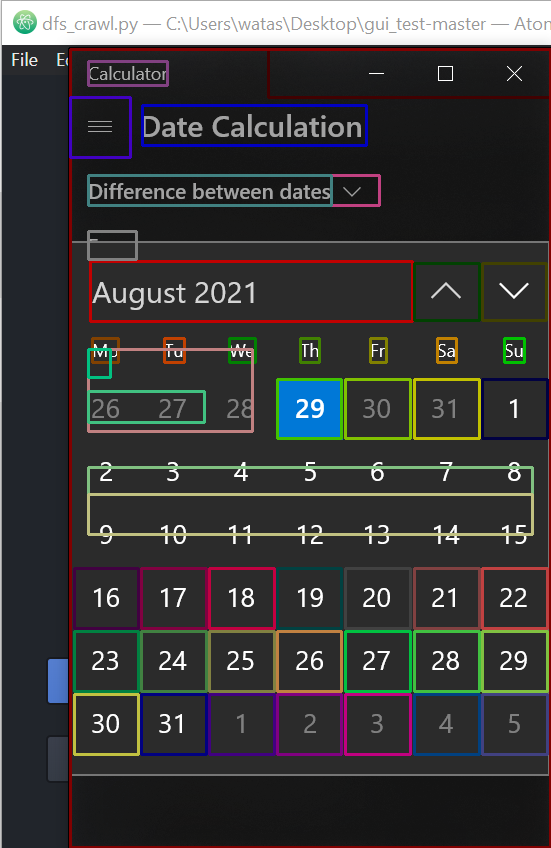 dfs_crawl.py — C:\Users\watas\Desktop\gui_test-master — Atom
File
Calculator
Date Calculation
Difference between dates
August 2021
Mo Tu We Th Fr Sa Su
26 27 28 29 30 31 1
2 3 4 5 6 7 8
9 10 11 12 13 14 15
16 17 18 19 20 21 22
23 24 25 26 27 28 29
30 31 1 2 3 4 5